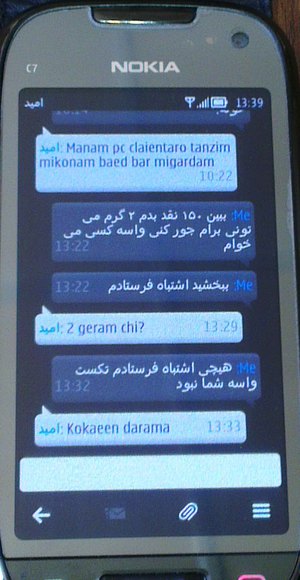 C7
NOKIA
امید
13:39
امید: Manam pc claientaro tanzim
mikonam baed bar migardam
10:22
Me: ببین ۱۵۰ نقد بدم ۲ گرم می
تونی برام جور کنی واسه کسی می
خوام
13:22
Me: ببخشید اشتباه فرستادم
13:22
امید: 2 geram chi?
13:29
Me: هیچی اشتباه فرستادم تکست
واسه شما نبود
13:32
امید: Kokaeen darama
13:33